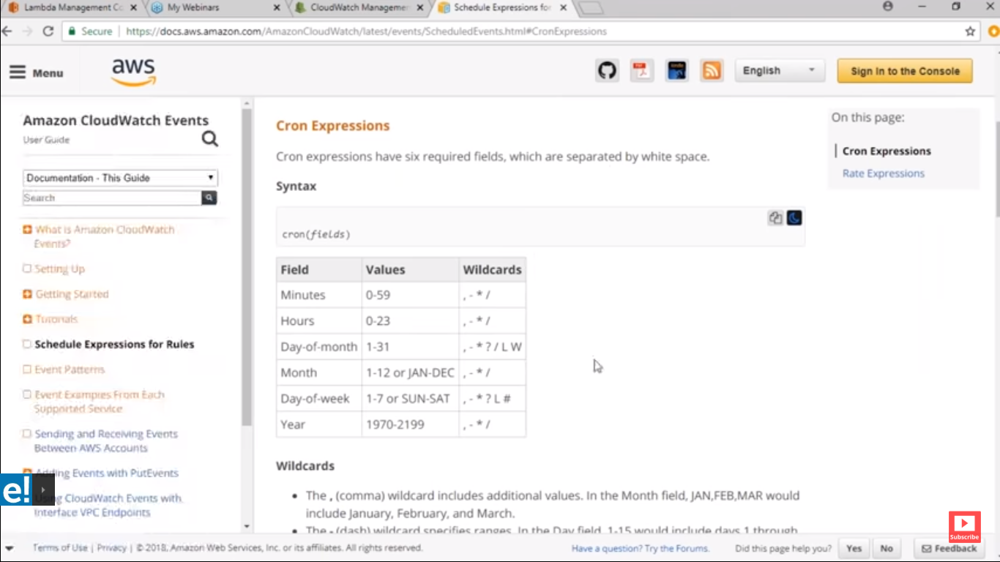 Lambda Management Co
My Webinars
CloudWatch Managemen
Schedule Expressions for
Secure
https://docs.aws.amazon.com/AmazonCloudWatch/latest/events/ScheduledEvents.html#CronExpressions
Menu
aws
English
Sign In to the Console
Amazon CloudWatch Events
User Guide
Documentation - This Guide
Search
What is Amazon CloudWatch
Events?
Setting Up
Getting Started
Tutorials
Schedule Expressions for Rules
Event Patterns
Event Examples From Each
Supported Service
Sending and Receiving Events
Between AWS Accounts
Adding Events with PutEvents
Using CloudWatch Events with
Interface VPC Endpoints
e!
Cron Expressions
Cron expressions have six required fields, which are separated by white space.
Syntax
cron(fields)
Field Values Wildcards
Minutes 0-59 , - * /
Hours 0-23 , - * /
Day-of-month 1-31 , - * ? / L W
Month 1-12 or JAN-DEC , - * /
Day-of-week 1-7 or SUN-SAT , - * ? L #
Year 1970-2199 , - * /
Wildcards
• The , (comma) wildcard includes additional values. In the Month field, JAN,FEB,MAR would
include January, February, and March.
• The - (dash) wildcard specifies ranges. In the Day field, 1-15 would include days 1 through
On this page:
Cron Expressions
Rate Expressions
Subscribe
Terms of Use | Privacy | © 2018, Amazon Web Services, Inc. or its affiliates. All rights reserved.
Have a question? Try the Forums.
Did this page help you?
Yes
No
Feedback